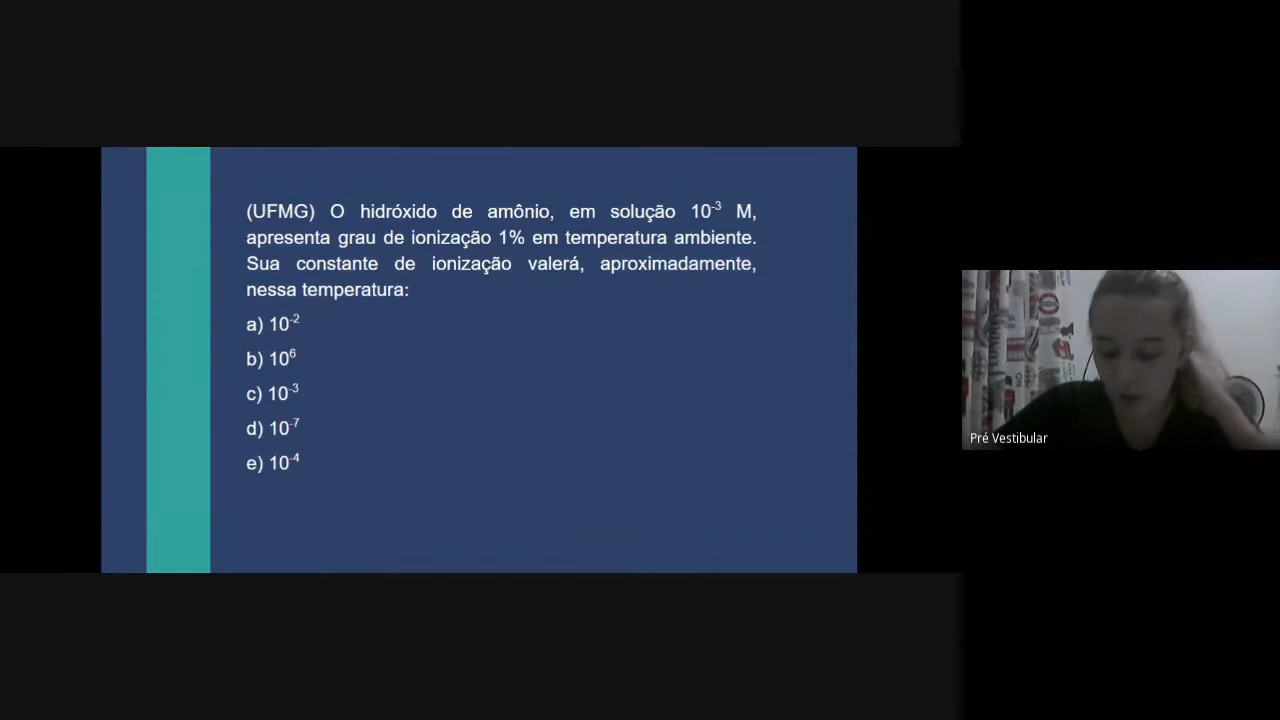 (UFMG) O hidróxido de amônio, em solução 10⁻³ M,
apresenta grau de ionização 1% em temperatura ambiente.
Sua constante de ionização valerá, aproximadamente,
nessa temperatura:
a) 10⁻²
b) 10⁶
c) 10⁻³
d) 10⁻⁷
e) 10⁻⁴
Pré Vestibular